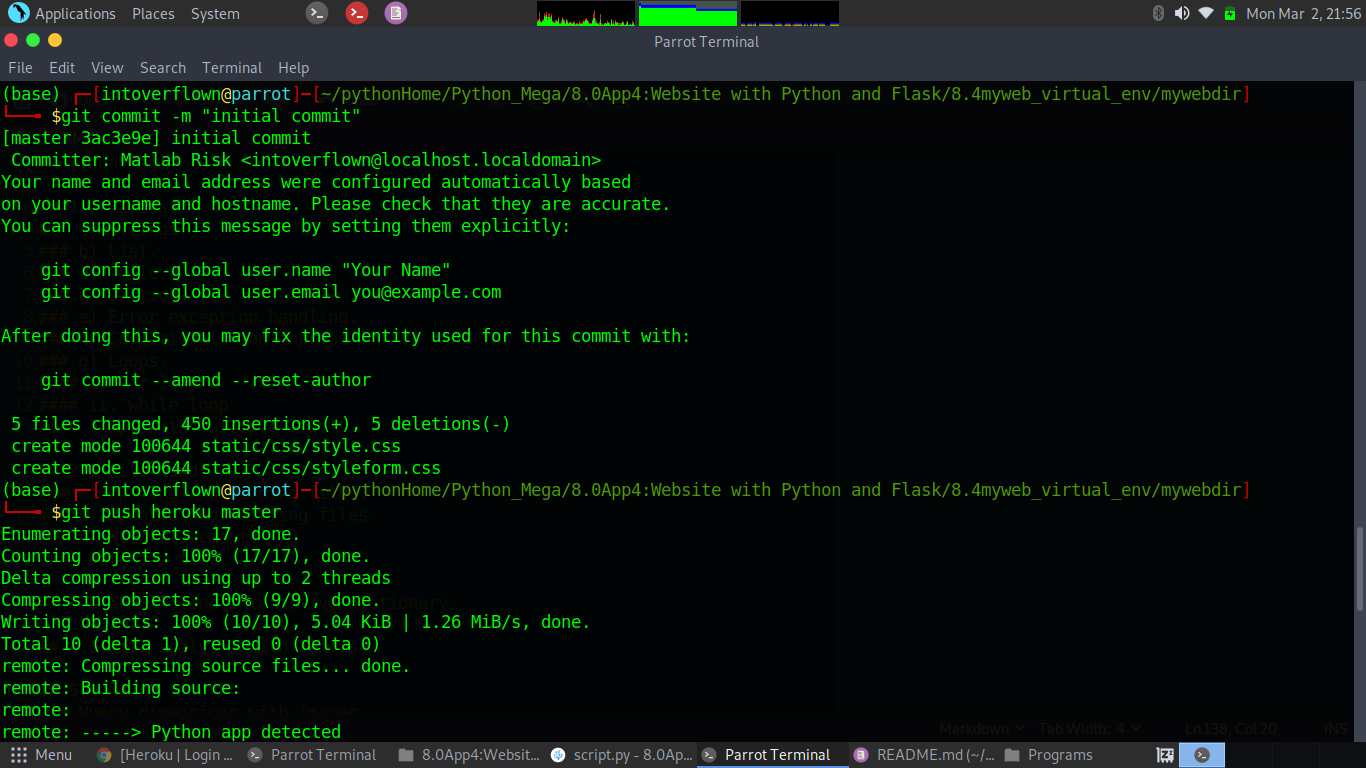 Applications Places System Mon Mar 2, 21:56
Parrot Terminal
File Edit View Search Terminal Help
(base) ┌─[intoverflown@parrot]─[~/pythonHome/Python_Mega/8.0App4:Website with Python and Flask/8.4myweb_virtual_env/mywebdir]
└──╼ $git commit -m "initial commit"
[master 3ac3e9e] initial commit
Committer: Matlab Risk <intoverflown@localhost.localdomain>
Your name and email address were configured automatically based
on your username and hostname. Please check that they are accurate.
You can suppress this message by setting them explicitly:
5 ### b) List.
git config --global user.name "Your Name"
git config --global user.email you@example.com
### e) Error exception handling.
After doing this, you may fix the identity used for this commit with:
10 ### g) Loops.
git commit --amend --reset-author
12 #### ii. while loop
5 files changed, 450 insertions(+), 5 deletions(-)
create mode 100644 static/css/style.css
create mode 100644 static/css/styleform.css
(base) ┌─[intoverflown@parrot]─[~/pythonHome/Python_Mega/8.0App4:Website with Python and Flask/8.4myweb_virtual_env/mywebdir]
└──╼ $git push heroku master
files.
Enumerating objects: 17, done.
Counting objects: 100% (17/17), done.
Delta compression using up to 2 threads
Compressing objects: 100% (9/9), done.
Writing objects: 100% (10/10), 5.04 KiB | 1.26 MiB/s, done.
Total 10 (delta 1), reused 0 (delta 0)
remote: Compressing source files... done.
remote: Building source:
remote:
remote: -----> Python app detected
Markdown Tab Width: 4 Ln 138, Col 20 INS
Menu [Heroku | Login ... Parrot Terminal 8.0App4:Websit... script.py - 8.0Ap... Parrot Terminal README.md (~/... Programs